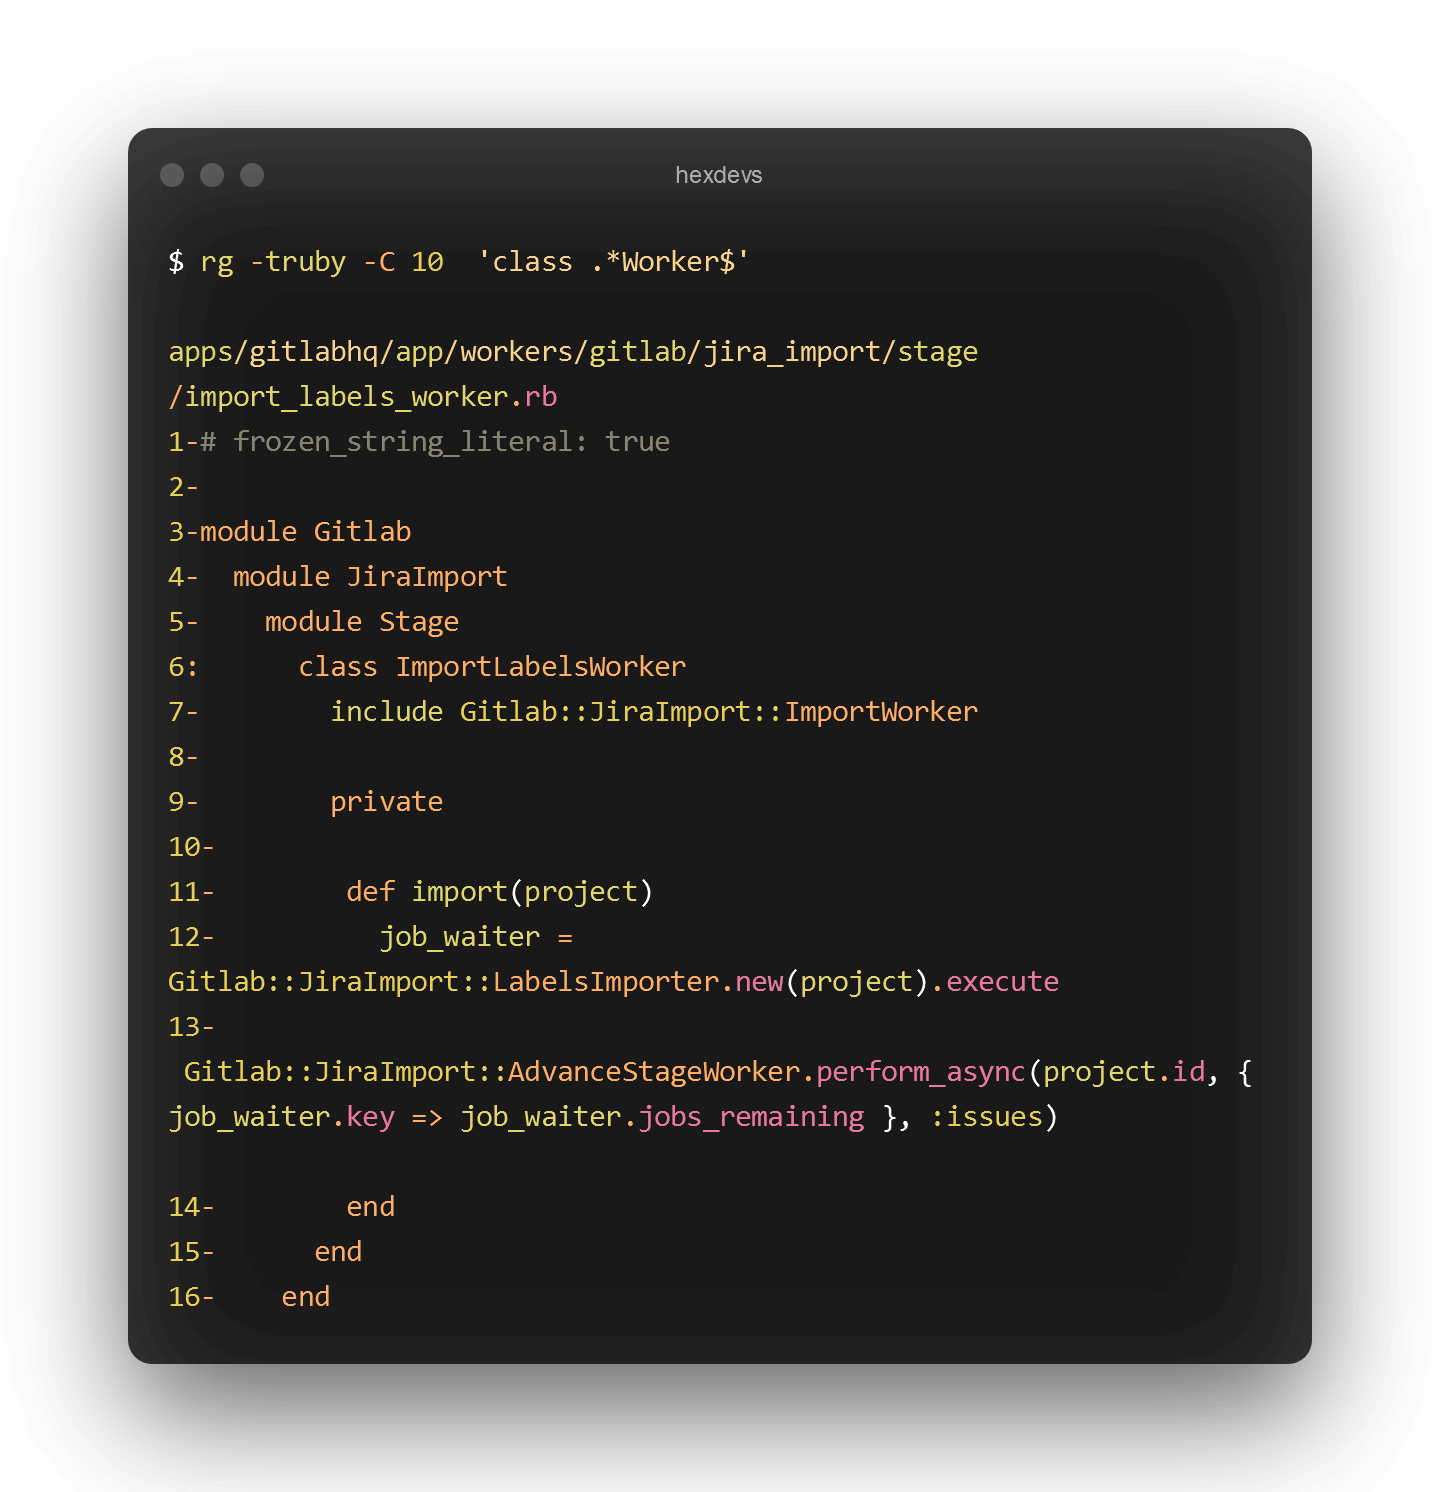 hexdevs
$ rg -truby -C 10  'class .*Worker$'
apps/gitlabhq/app/workers/gitlab/jira_import/stage
/import_labels_worker.rb
1-# frozen_string_literal: true
2-
3-module Gitlab
4-  module JiraImport
5-    module Stage
6:      class ImportLabelsWorker
7-        include Gitlab::JiraImport::ImportWorker
8-
9-        private
10-
11-        def import(project)
12-          job_waiter =
Gitlab::JiraImport::LabelsImporter.new(project).execute
13-
 Gitlab::JiraImport::AdvanceStageWorker.perform_async(project.id, {
job_waiter.key => job_waiter.jobs_remaining }, :issues)
14-        end
15-      end
16-    end